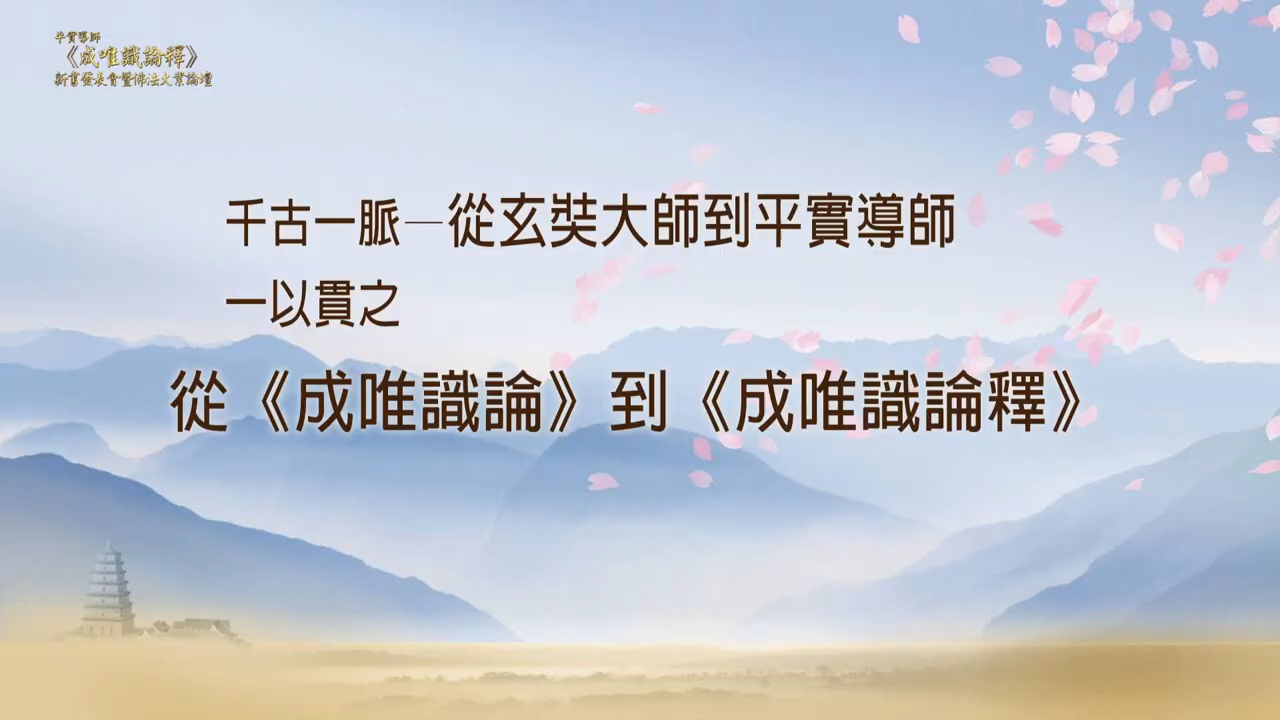 平實導師
《成唯識論釋》
新書發表會暨佛法大業論壇
千古一脈—從玄奘大師到平實導師
一以貫之
從《成唯識論》到《成唯識論釋》